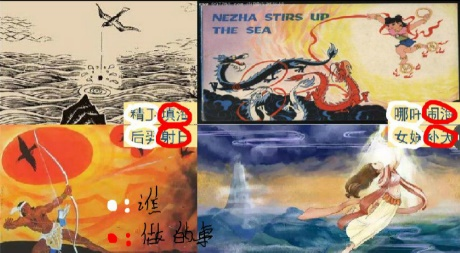 NEZHA STIRS UP
THE SEA
精卫填海
哪吒闹海
后羿射日
女娲补天
：谁
：做的事